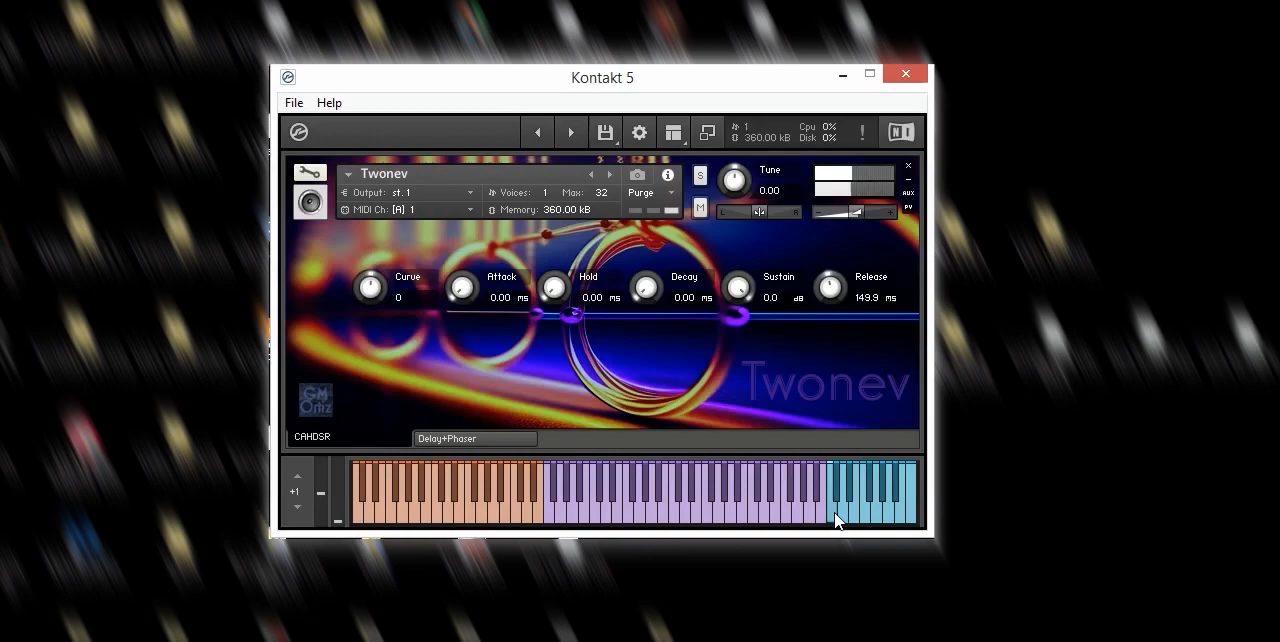 Kontakt 5
File Help
1
360.00 kB
Cpu 0%
Disk 0%
!
NI
Twonev
i
Output: st. 1
Voices: 1 Max: 32
Purge
MIDI Ch: [A] 1
Memory: 360.00 kB
S
M
Tune
0.00
L
R
×
−
AUX
PV
− +
Curve
0
Attack
0.00 ms
Hold
0.00 ms
Decay
0.00 ms
Sustain
0.0 dB
Release
149.9 ms
Twonev
GM
Ortiz
CAHDSR
Delay+Phaser
+1